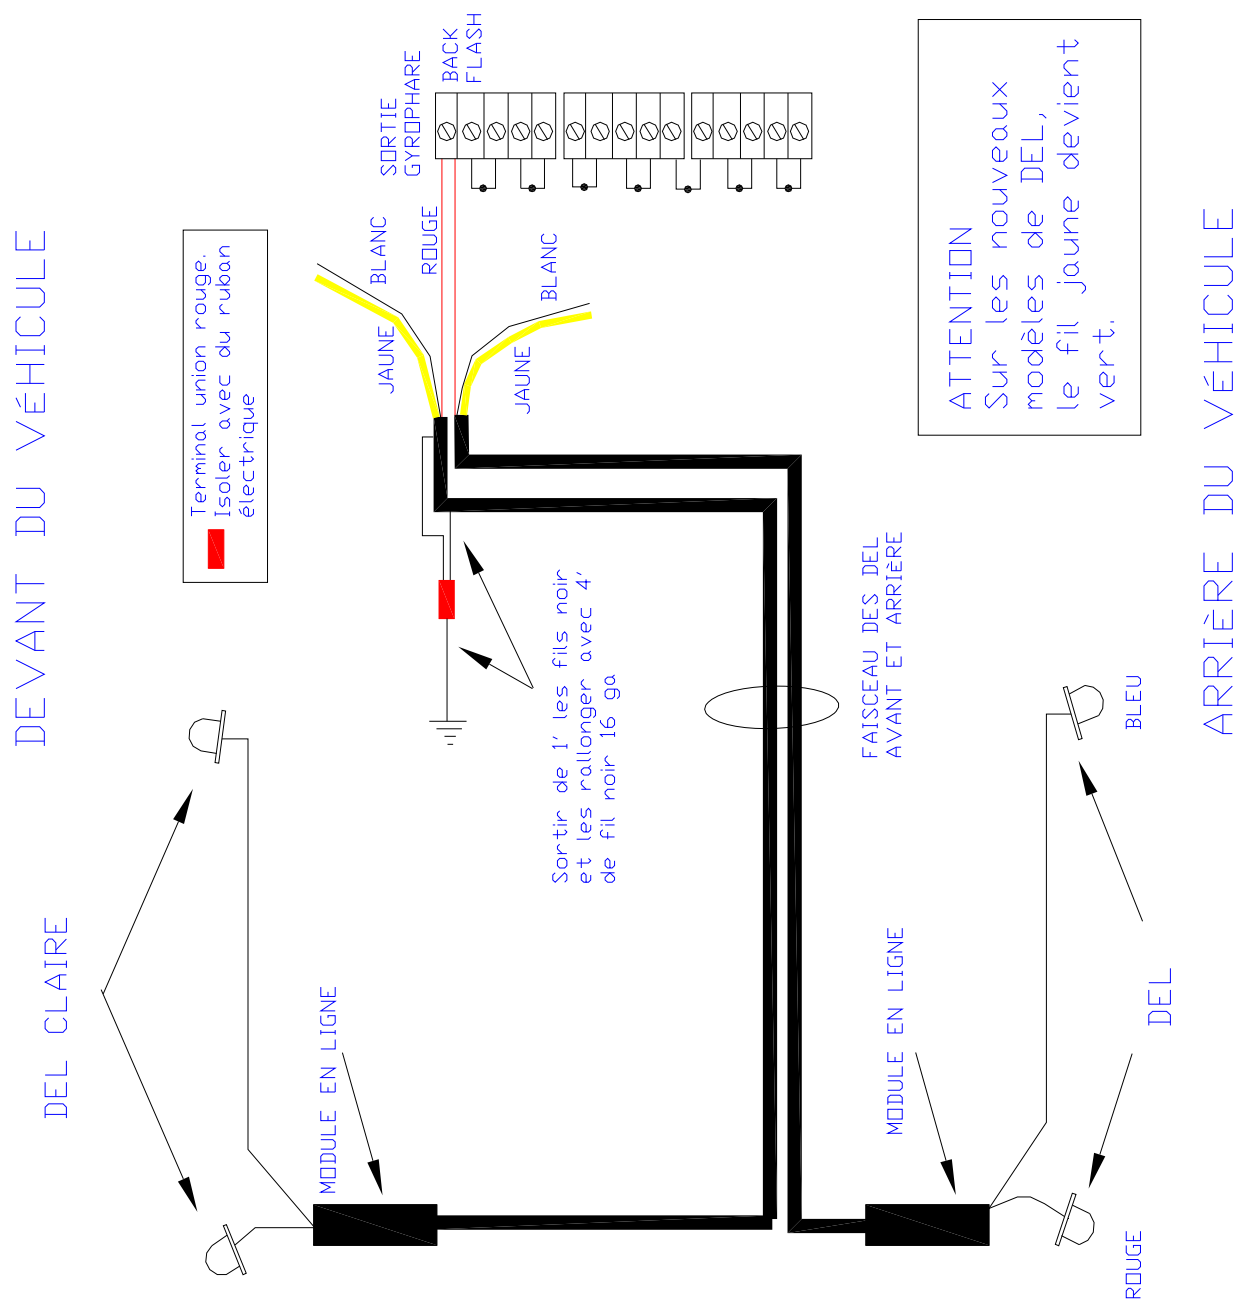 DEVANT DU VÉHICULE
DEL CLAIRE
Terminal union rouge.
Isoler avec du ruban
électrique
MODULE EN LIGNE
BLANC
JAUNE
SORTIE
GYROPHARE
ROUGE
BACK
FLASH
JAUNE
BLANC
Sortir de 1' les fils noir
et les rallonger avec 4'
de fil noir 16 ga
FAISCEAU DES DEL
AVANT ET ARRIÈRE
MODULE EN LIGNE
ATTENTION
Sur les nouveaux
modèles de DEL,
le fil jaune devient
vert.
BLEU
ROUGE
DEL
ARRIÈRE DU VÉHICULE